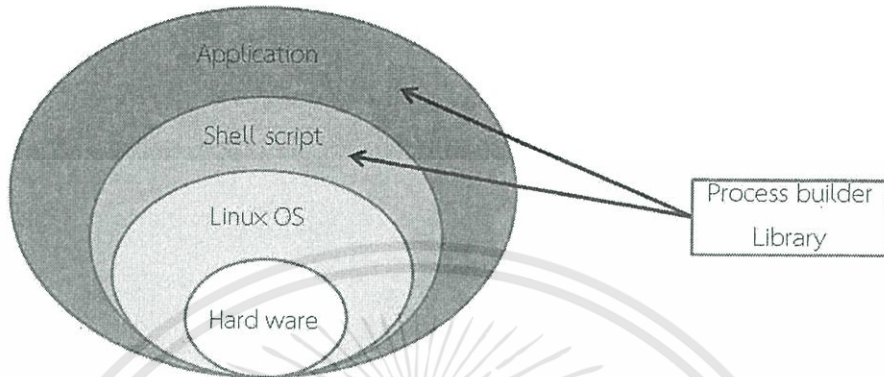 Application
Shell script
Linux OS
Hard ware
Process builder
Library